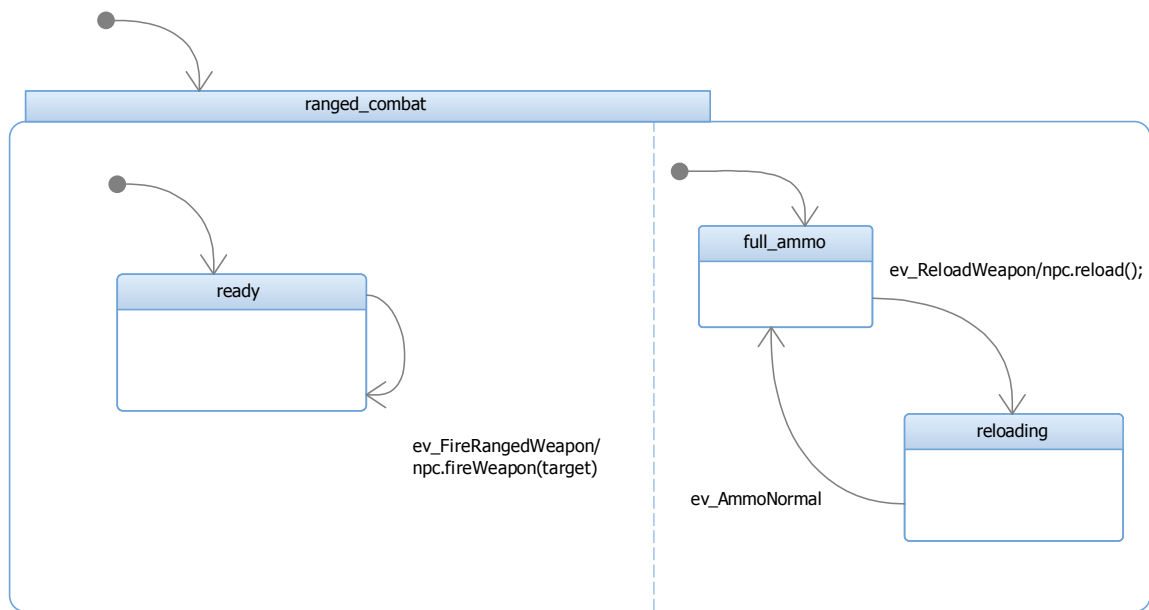 ranged_combat
ready
ev_FireRangedWeapon/
npc.fireWeapon(target)
full_ammo
ev_ReloadWeapon/npc.reload();
reloading
ev_AmmoNormal